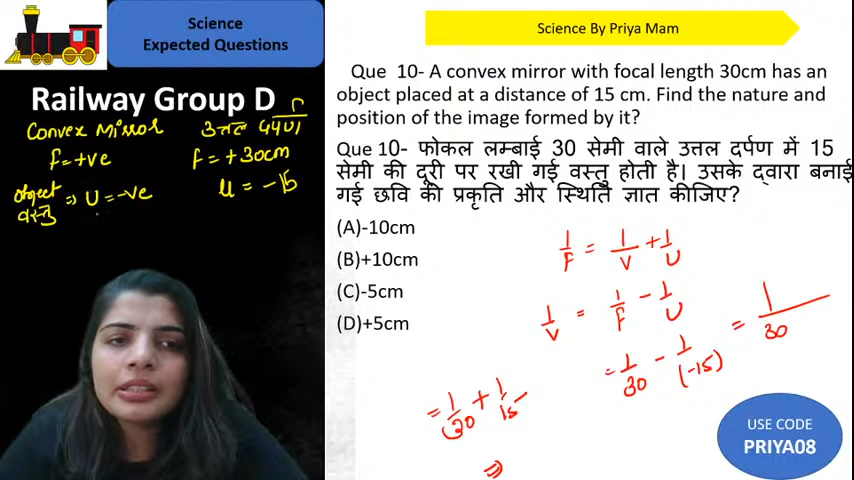 Science
Expected Questions
Science By Priya Mam
Railway Group D
Convex Mirror
उत्तल
F = +ve
F = +30cm
object => U = -ve
वस्तु
u = -15
Que 10- A convex mirror with focal length 30cm has an
object placed at a distance of 15 cm. Find the nature and
position of the image formed by it?
Que 10- फोकल लम्बाई 30 सेमी वाले उत्तल दर्पण में 15
सेमी की दूरी पर रखी गई वस्तु होती है। उसके द्वारा बनाई
गई छवि की प्रकृति और स्थिति ज्ञात कीजिए?
(A)-10cm
(B)+10cm
(C)-5cm
(D)+5cm
1/F = 1/V + 1/U
1/V = 1/F - 1/U
= 1/30 - 1/(-15)
= 1/30
= 1/30 + 1/15
⇒
USE CODE
PRIYA08